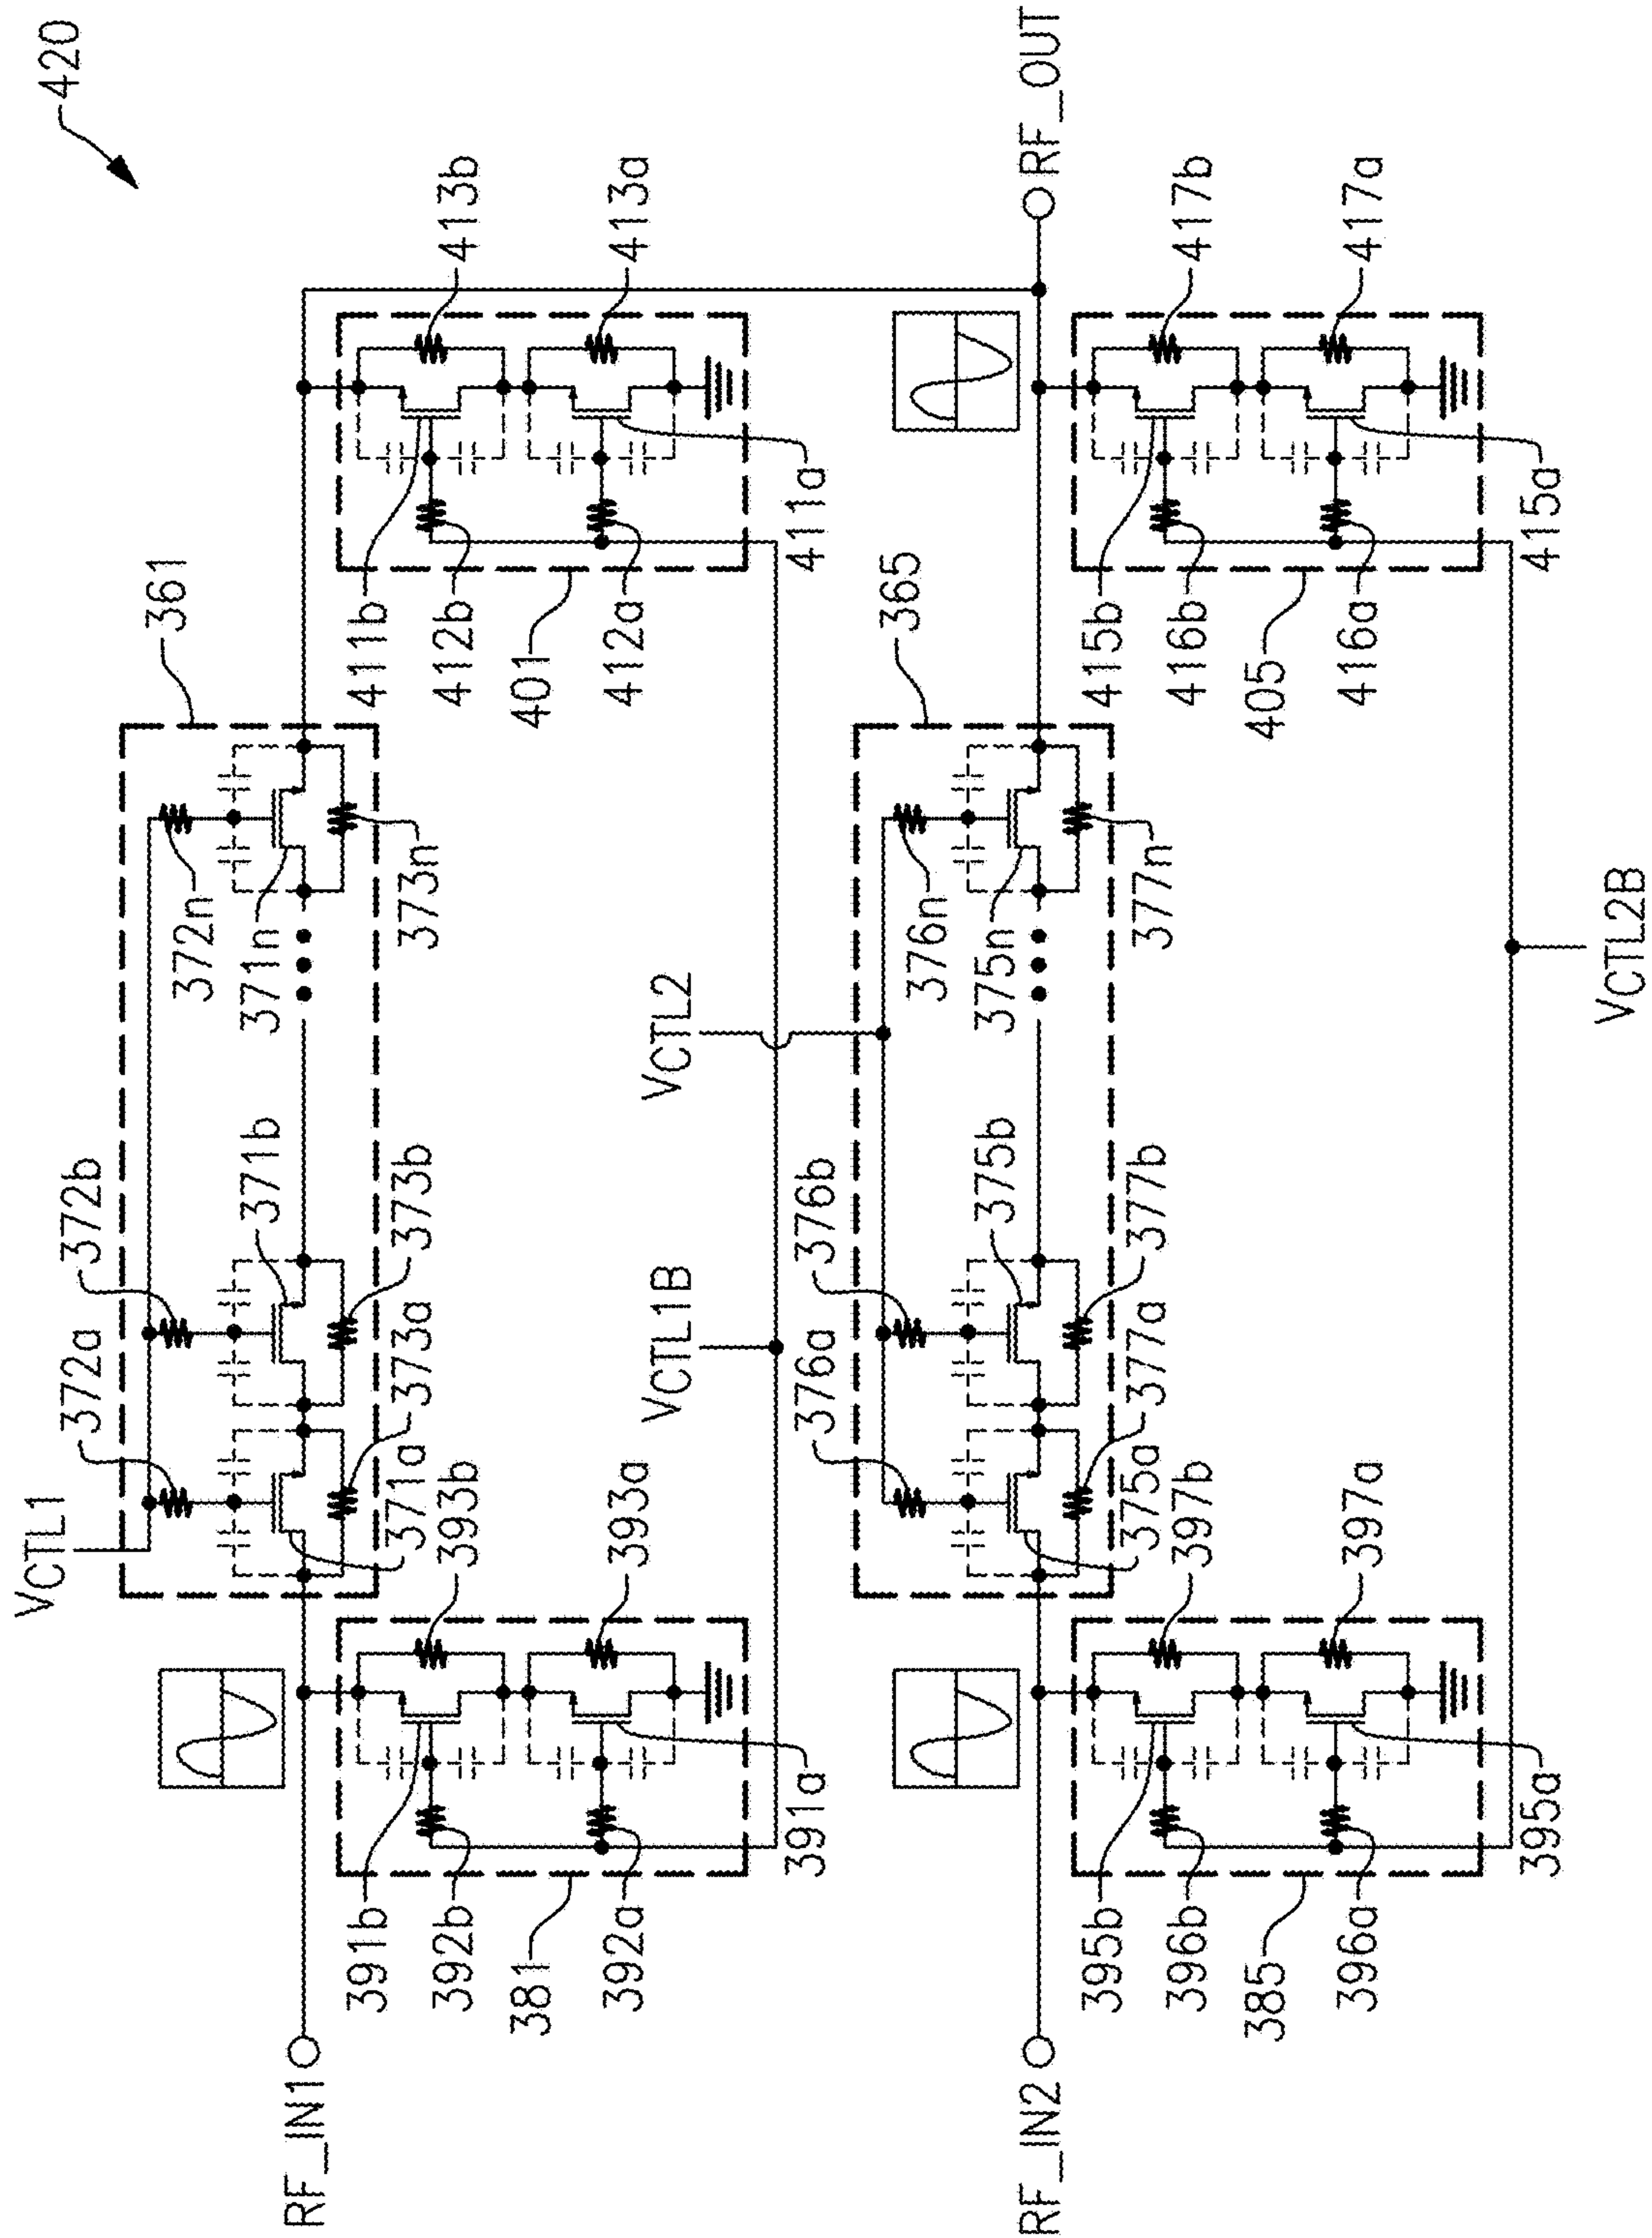 420
VCTL1
372a
372b
361
372n
371n
371b
373n
373b
373a
371a
RF_IN1
391b
392b
381
392a
391a
393b
393a
411b
412b
401
412a
411a
413b
413a
VCTL1B
VCTL2
365
376a
376b
376n
375n
375b
377n
377b
377a
375a
RF_IN2
RF_OUT
395b
396b
385
396a
395a
397b
397a
415b
416b
405
416a
415a
417b
417a
VCTL2B